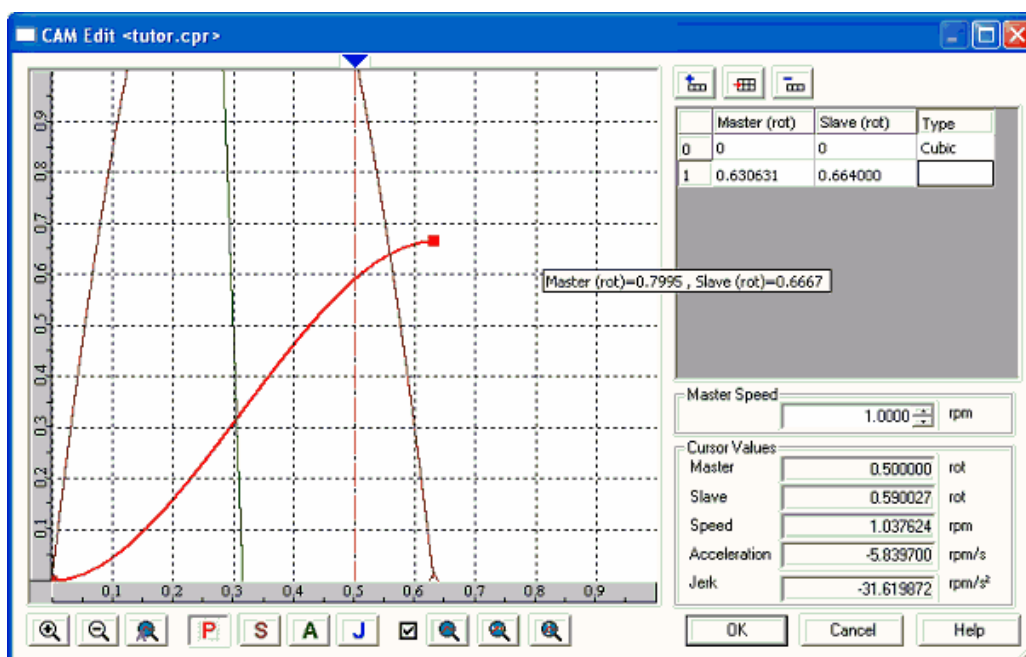 CAM Edit <tutor.cpr>
0,9
0,8
0,7
0,6
0,5
0,4
0,3
0,2
0,1
0,1 0,2 0,3 0,4 0,5 0,6 0,7 0,8 0,9
Master (rot)=0.7995 , Slave (rot)=0.6667
P S A J
Master (rot) Slave (rot) Type
0 0 0 Cubic
1 0.630631 0.664000
Master Speed
1.0000 rpm
Cursor Values
Master 0.500000 rot
Slave 0.590027 rot
Speed 1.037624 rpm
Acceleration -5.839700 rpm/s
Jerk -31.619872 rpm/s²
OK Cancel Help